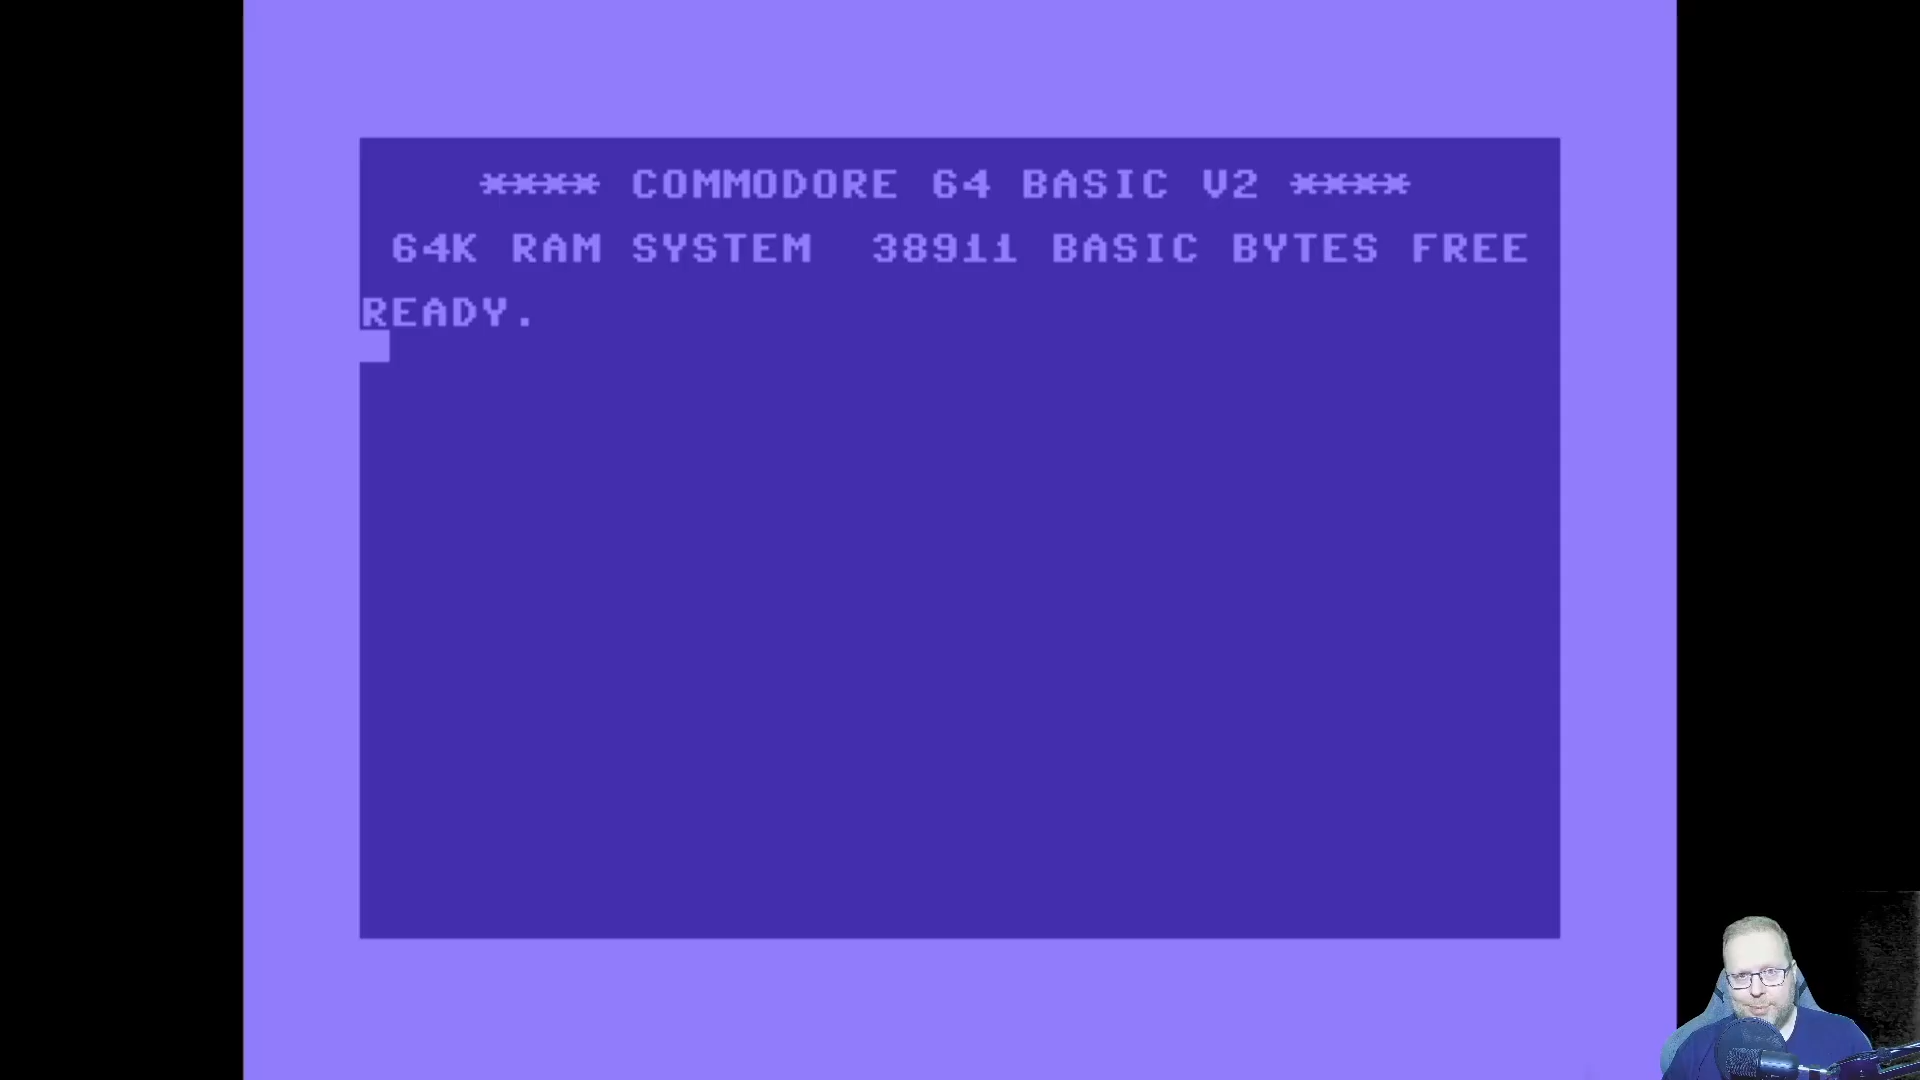 **** COMMODORE 64 BASIC V2 ****
64K RAM SYSTEM  38911 BASIC BYTES FREE
READY.